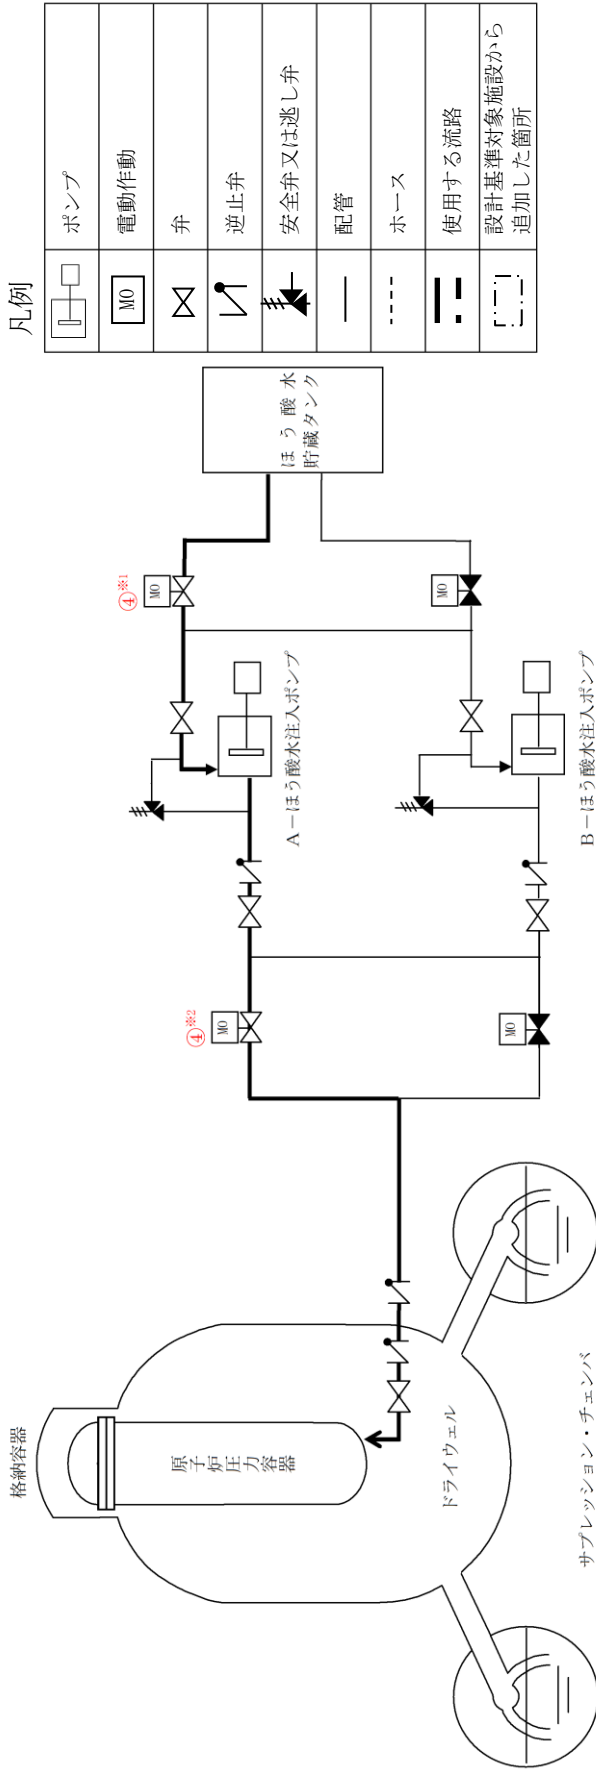 凡例
ポンプ
MO
電動作動
弁
逆止弁
安全弁又は逃し弁
配管
ホース
使用する流路
設計基準対象施設から
追加した箇所
格納容器
原子炉圧力容器
ドライウェル
サプレッション・チェンバ
④※2
MO
MO
④※1
MO
MO
A－ほう酸水注入ポンプ
B－ほう酸水注入ポンプ
ほう酸水
貯蔵タンク